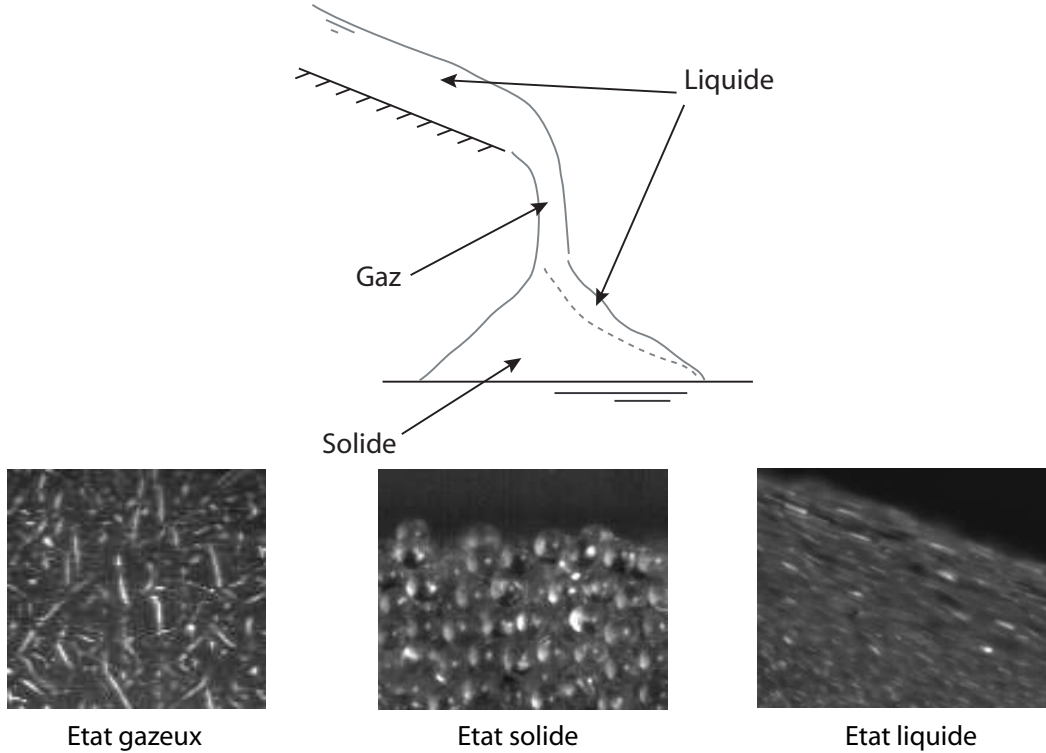 Liquide
Gaz
Solide
Etat gazeux
Etat solide
Etat liquide